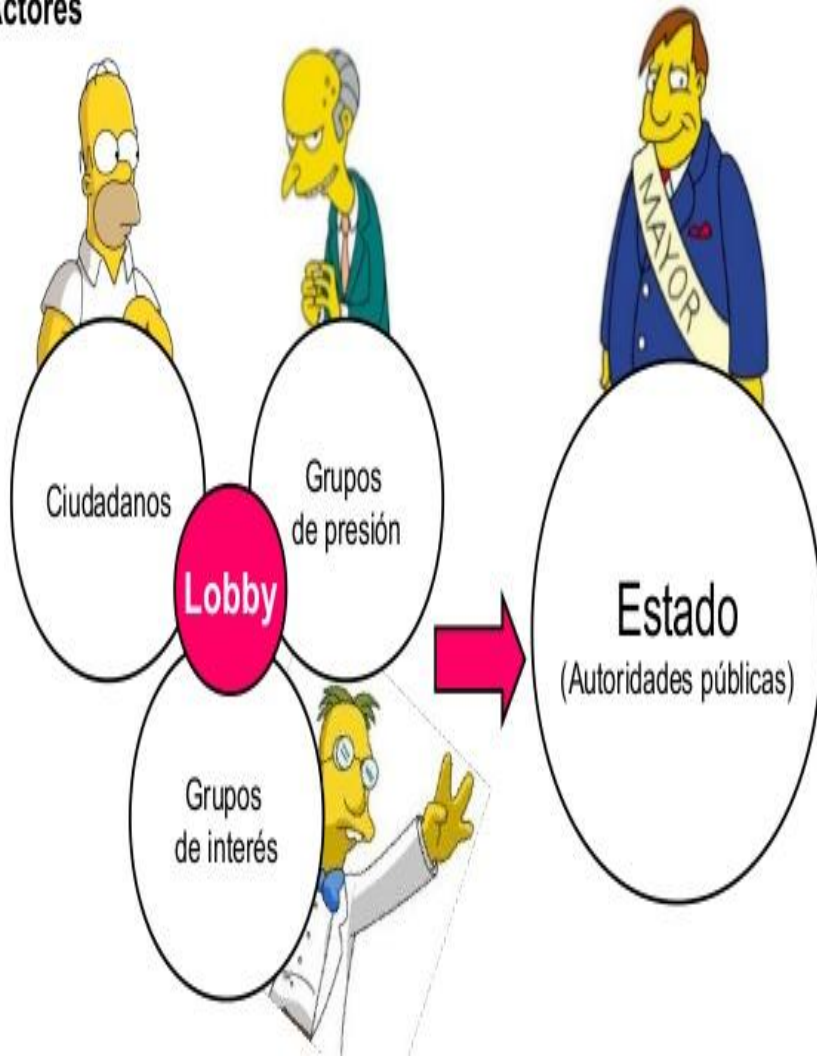 Actores
MAYOR
Ciudadanos
Grupos
de presión
Lobby
Estado
(Autoridades públicas)
Grupos
de interés